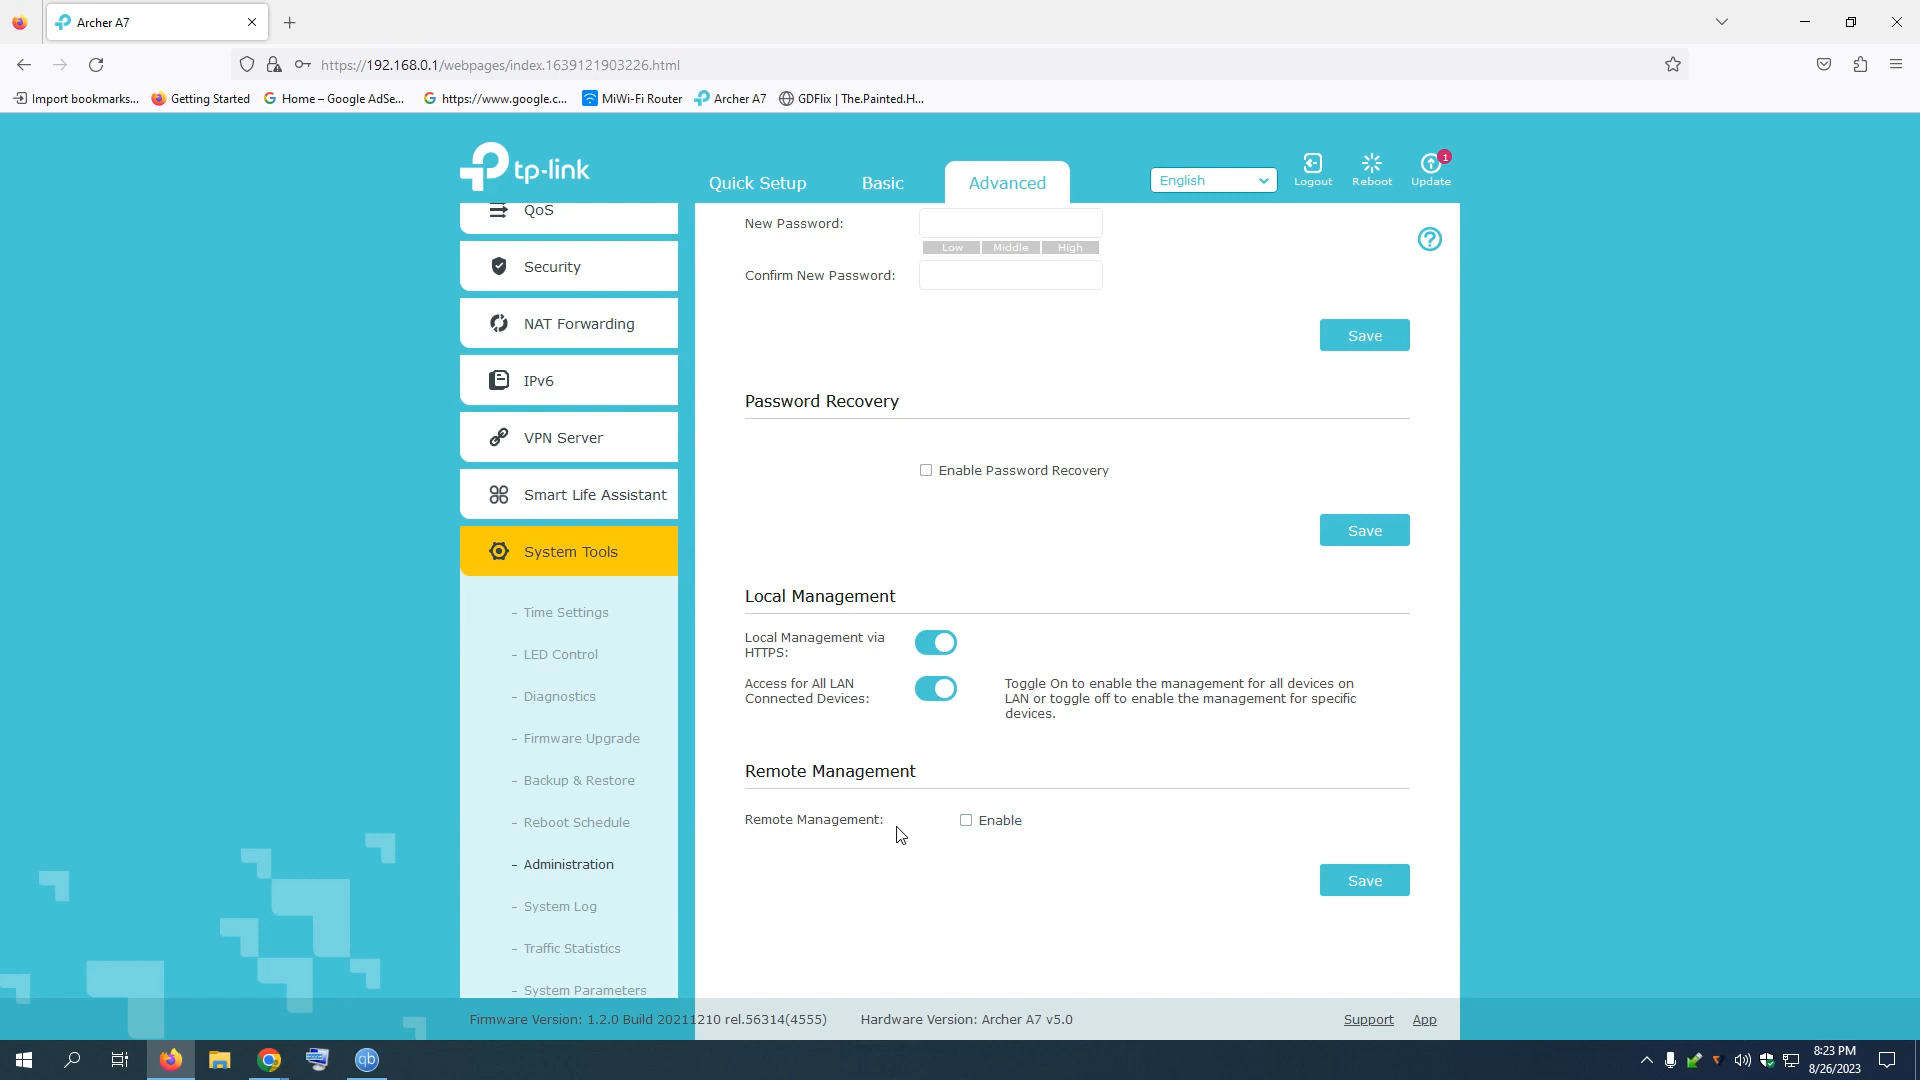 Archer A7
https://192.168.0.1/webpages/index.1639121903226.html
Import bookmarks...
Getting Started
Home – Google AdSe...
https://www.google.c...
MiWi-Fi Router
Archer A7
GDFlix | The.Painted.H...
tp-link
Quick Setup
Basic
Advanced
English
Logout
Reboot
Update
1
QoS
Security
NAT Forwarding
IPv6
VPN Server
Smart Life Assistant
System Tools
- Time Settings
- LED Control
- Diagnostics
- Firmware Upgrade
- Backup & Restore
- Reboot Schedule
- Administration
- System Log
- Traffic Statistics
- System Parameters
New Password:
Low Middle High
Confirm New Password:
Save
Password Recovery
Enable Password Recovery
Save
Local Management
Local Management via
HTTPS:
Access for All LAN
Connected Devices:
Toggle On to enable the management for all devices on
LAN or toggle off to enable the management for specific
devices.
Remote Management
Remote Management:
Enable
Save
Firmware Version: 1.2.0 Build 20211210 rel.56314(4555)
Hardware Version: Archer A7 v5.0
Support
App
qb
8:23 PM
8/26/2023